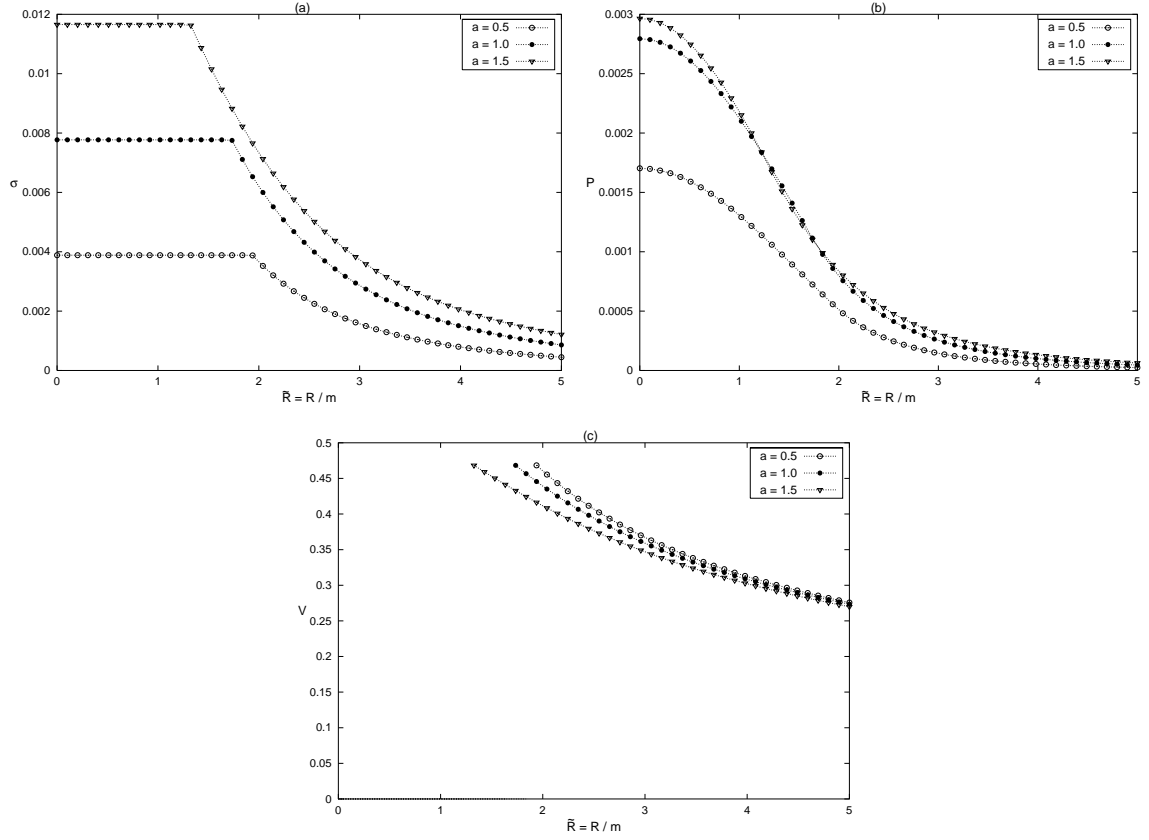 (a)
0.012
0.01
0.008
0.006
0.004
0.002
0
σ
a = 0.5
a = 1.0
a = 1.5
0 1 2 3 4 5
R̃ = R / m
(b)
0.003
0.0025
0.002
0.0015
0.001
0.0005
0
P
a = 0.5
a = 1.0
a = 1.5
0 1 2 3 4 5
R̃ = R / m
(c)
0.5
0.45
0.4
0.35
0.3
0.25
0.2
0.15
0.1
0.05
0
V
a = 0.5
a = 1.0
a = 1.5
0 1 2 3 4 5
R̃ = R / m